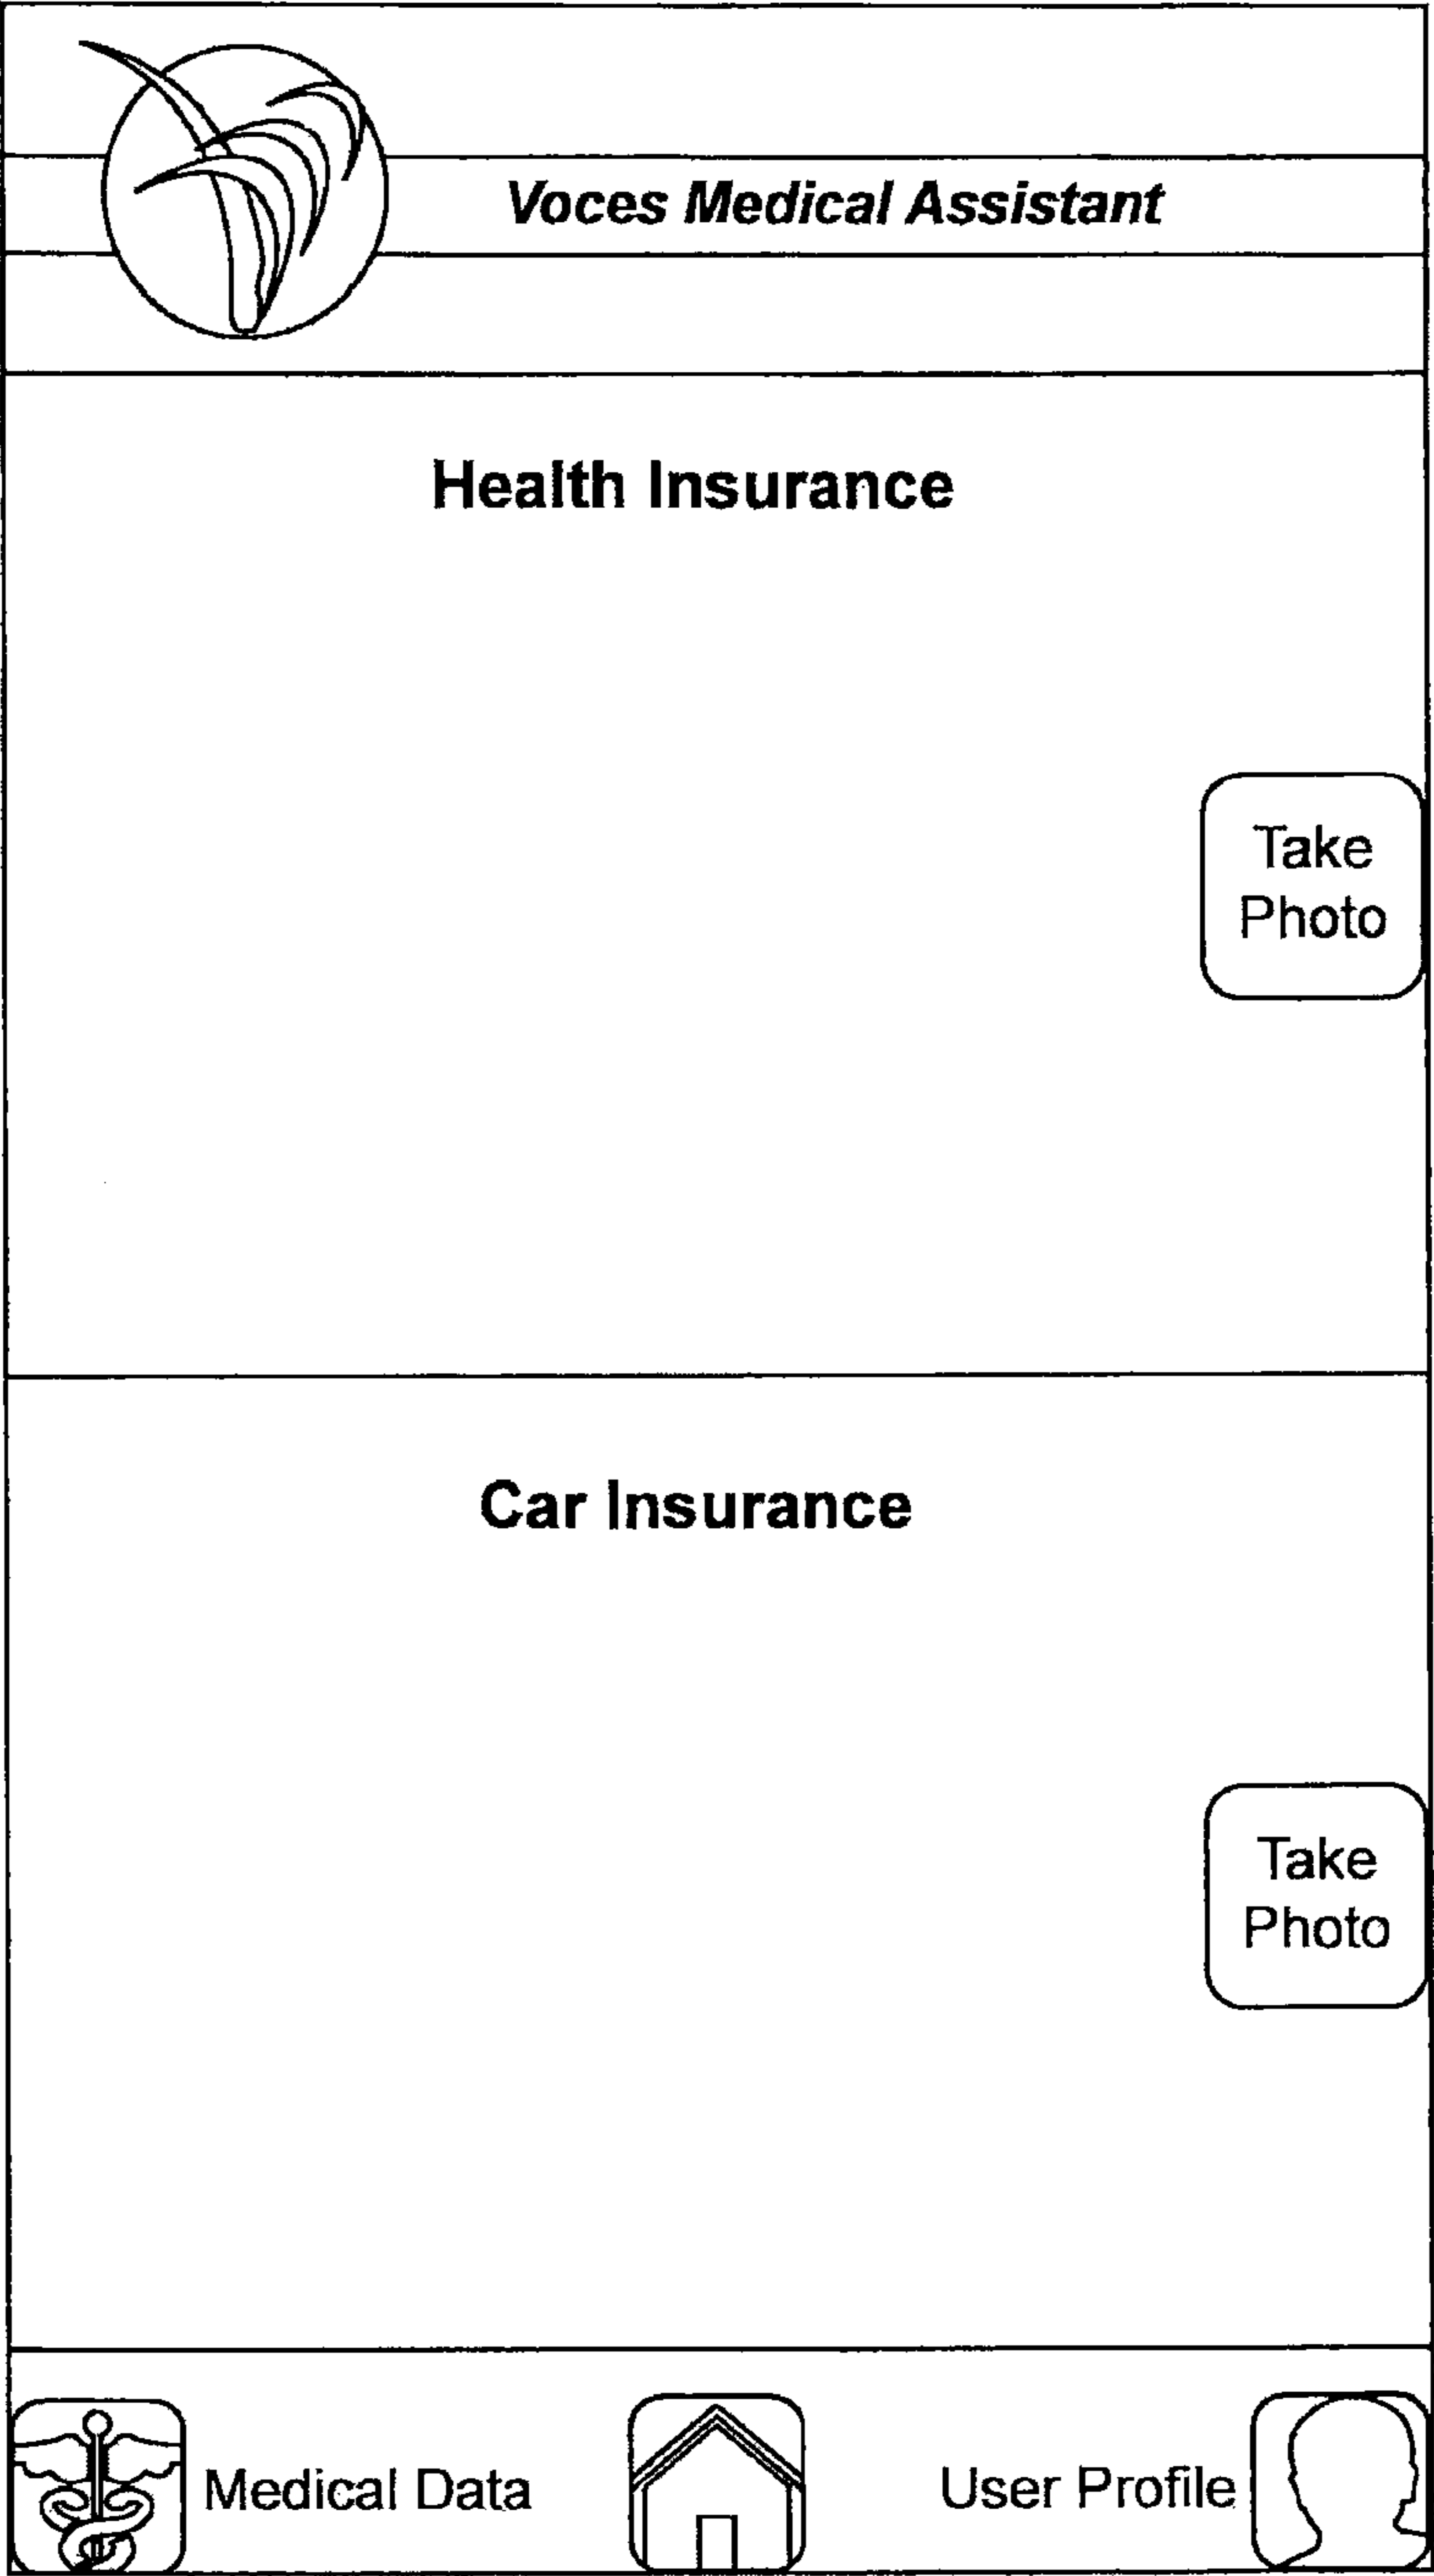 Voces Medical Assistant
Health Insurance
Take
Photo
Car Insurance
Take
Photo
Medical Data
User Profile